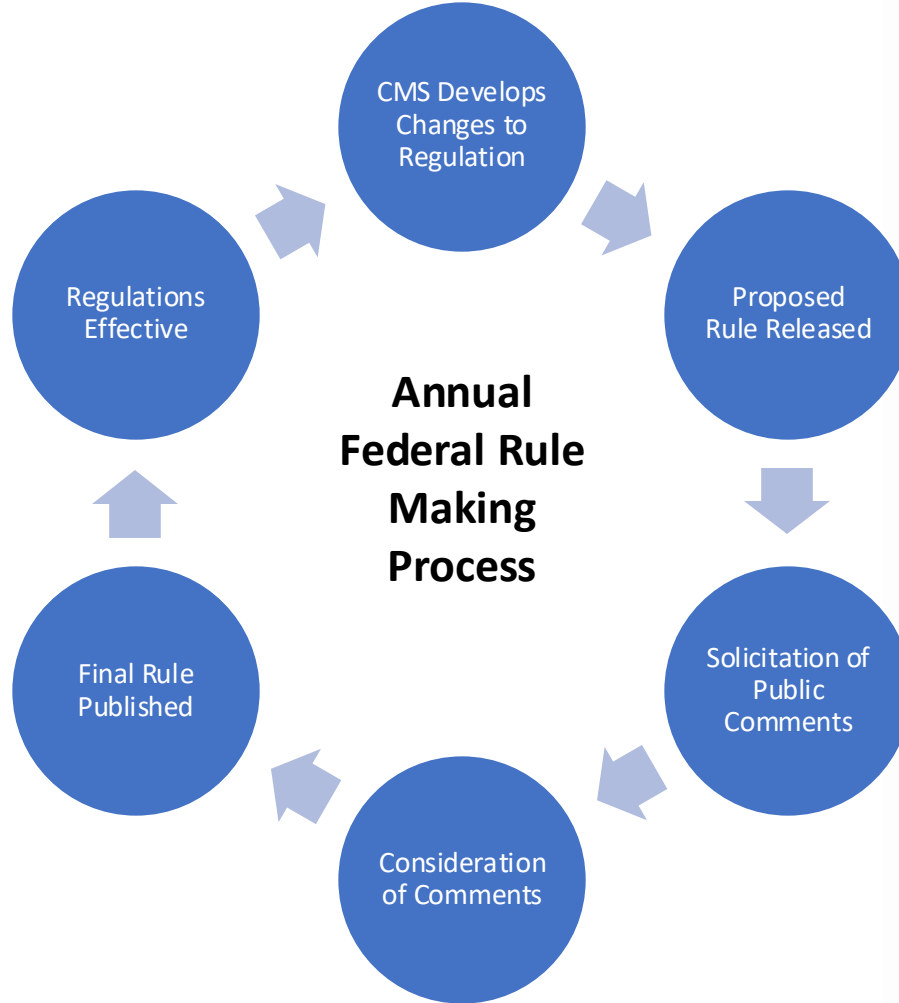 CMS Develops
Changes to
Regulation
Proposed
Rule Released
Solicitation of
Public
Comments
Consideration
of Comments
Final Rule
Published
Regulations
Effective
Annual
Federal Rule
Making
Process